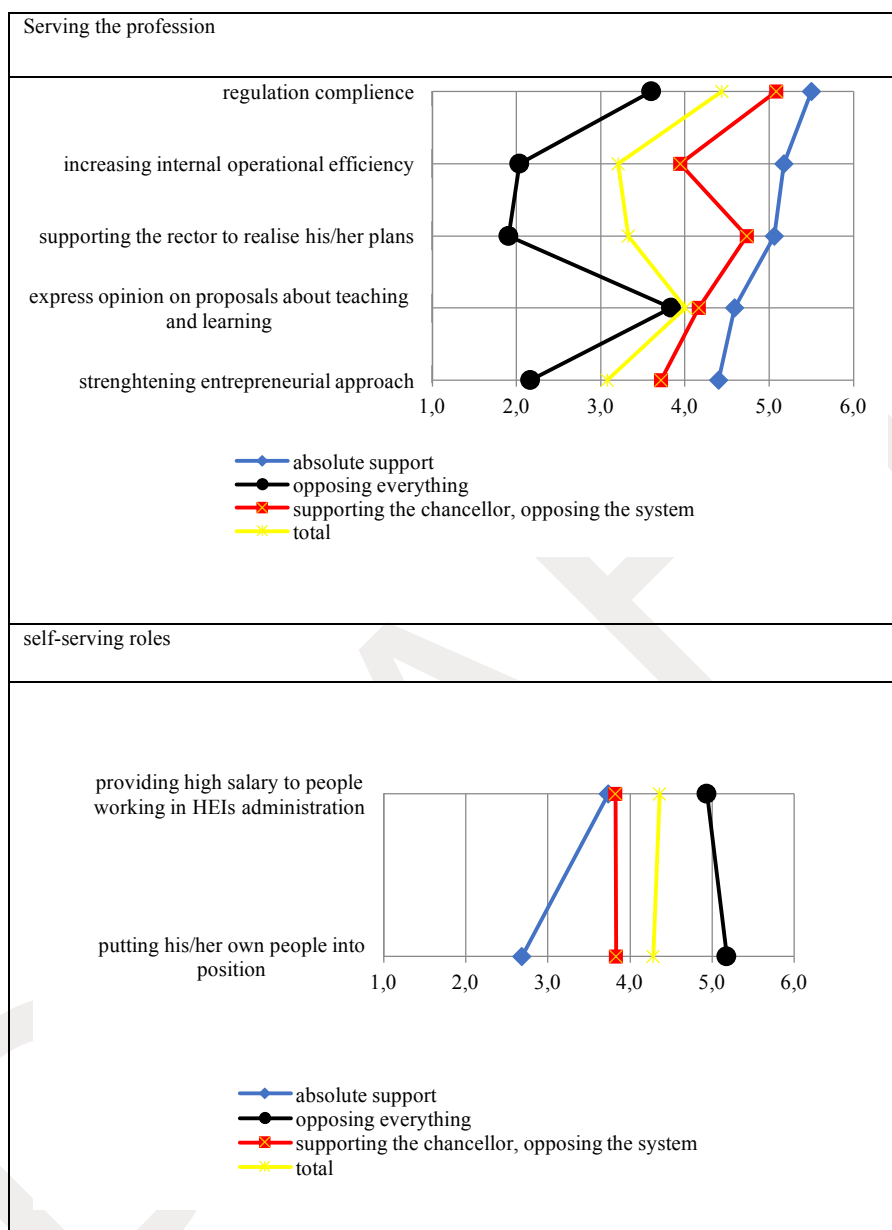 Serving the profession
regulation complience
increasing internal operational efficiency
supporting the rector to realise his/her plans
express opinion on proposals about teaching
and learning
strenghtening entrepreneurial approach
1,0 2,0 3,0 4,0 5,0 6,0
absolute support
opposing everything
supporting the chancellor, opposing the system
total
self-serving roles
providing high salary to people
working in HEIs administration
putting his/her own people into
position
1,0 2,0 3,0 4,0 5,0 6,0
absolute support
opposing everything
supporting the chancellor, opposing the system
total